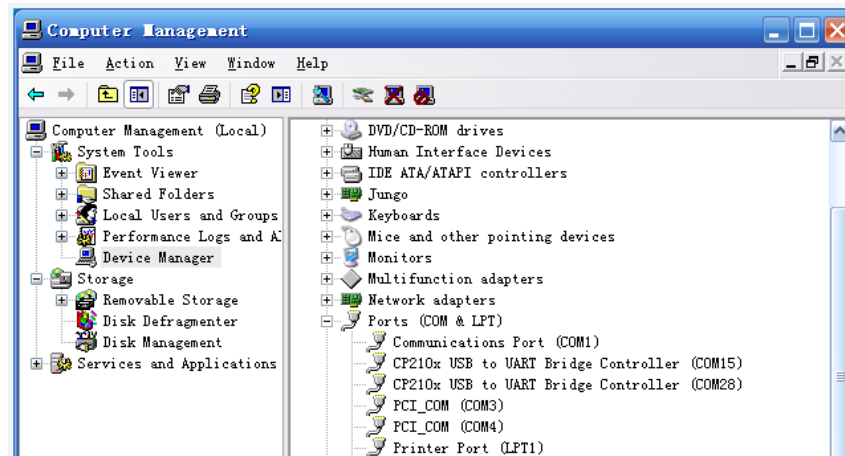 Computer Management
File Action View Window Help
Computer Management (Local)
System Tools
Event Viewer
Shared Folders
Local Users and Groups
Performance Logs and A
Device Manager
Storage
Removable Storage
Disk Defragmenter
Disk Management
Services and Applications
DVD/CD-ROM drives
Human Interface Devices
IDE ATA/ATAPI controllers
Jungo
Keyboards
Mice and other pointing devices
Monitors
Multifunction adapters
Network adapters
Ports (COM & LPT)
Communications Port (COM1)
CP210x USB to UART Bridge Controller (COM15)
CP210x USB to UART Bridge Controller (COM28)
PCI_COM (COM3)
PCI_COM (COM4)
Printer Port (LPT1)